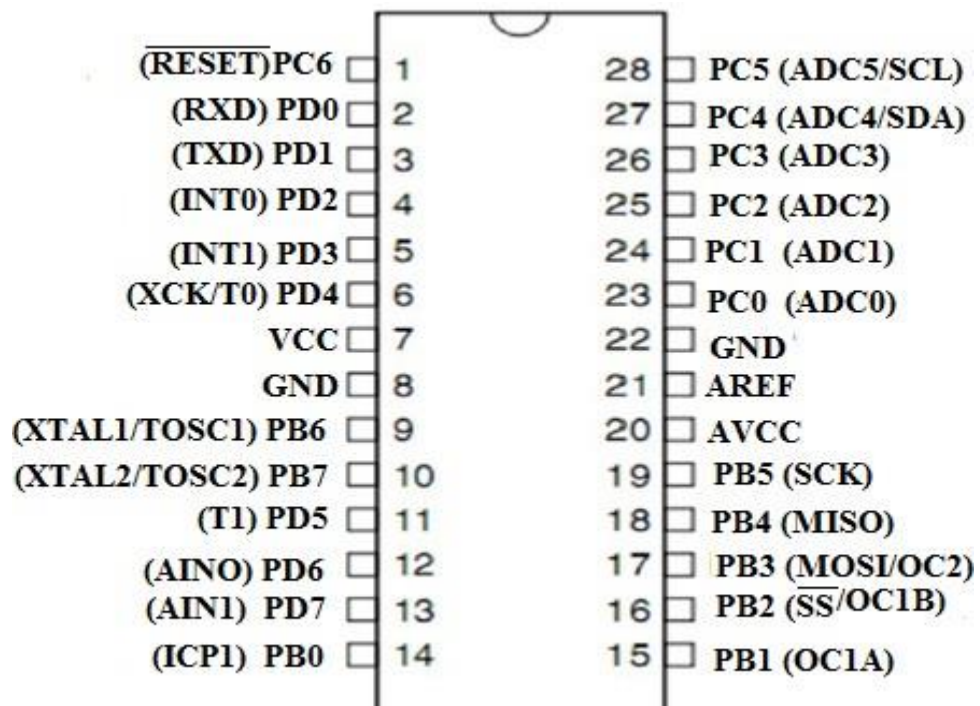 (RESET)PC6 1 28 PC5 (ADC5/SCL)
(RXD) PD0 2 27 PC4 (ADC4/SDA)
(TXD) PD1 3 26 PC3 (ADC3)
(INT0) PD2 4 25 PC2 (ADC2)
(INT1) PD3 5 24 PC1 (ADC1)
(XCK/T0) PD4 6 23 PC0 (ADC0)
VCC 7 22 GND
GND 8 21 AREF
(XTAL1/TOSC1) PB6 9 20 AVCC
(XTAL2/TOSC2) PB7 10 19 PB5 (SCK)
(T1) PD5 11 18 PB4 (MISO)
(AINO) PD6 12 17 PB3 (MOSI/OC2)
(AIN1) PD7 13 16 PB2 (SS/OC1B)
(ICP1) PB0 14 15 PB1 (OC1A)